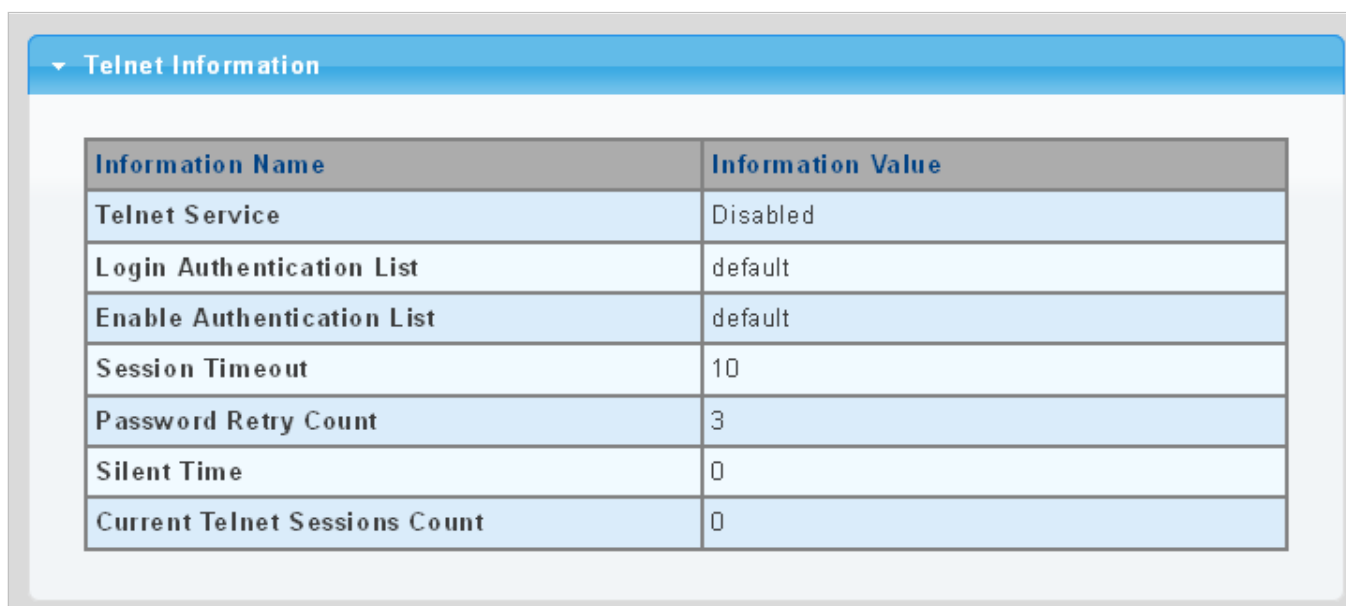 Telnet Information
Information Name Information Value
Telnet Service Disabled
Login Authentication List default
Enable Authentication List default
Session Timeout 10
Password Retry Count 3
Silent Time 0
Current Telnet Sessions Count 0